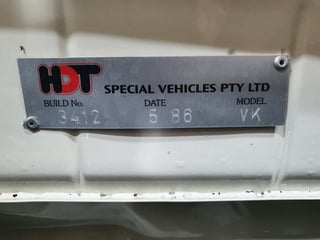 HDT SPECIAL VEHICLES PTY LTD
BUILD No. DATE MODEL
3412 5 86 VK